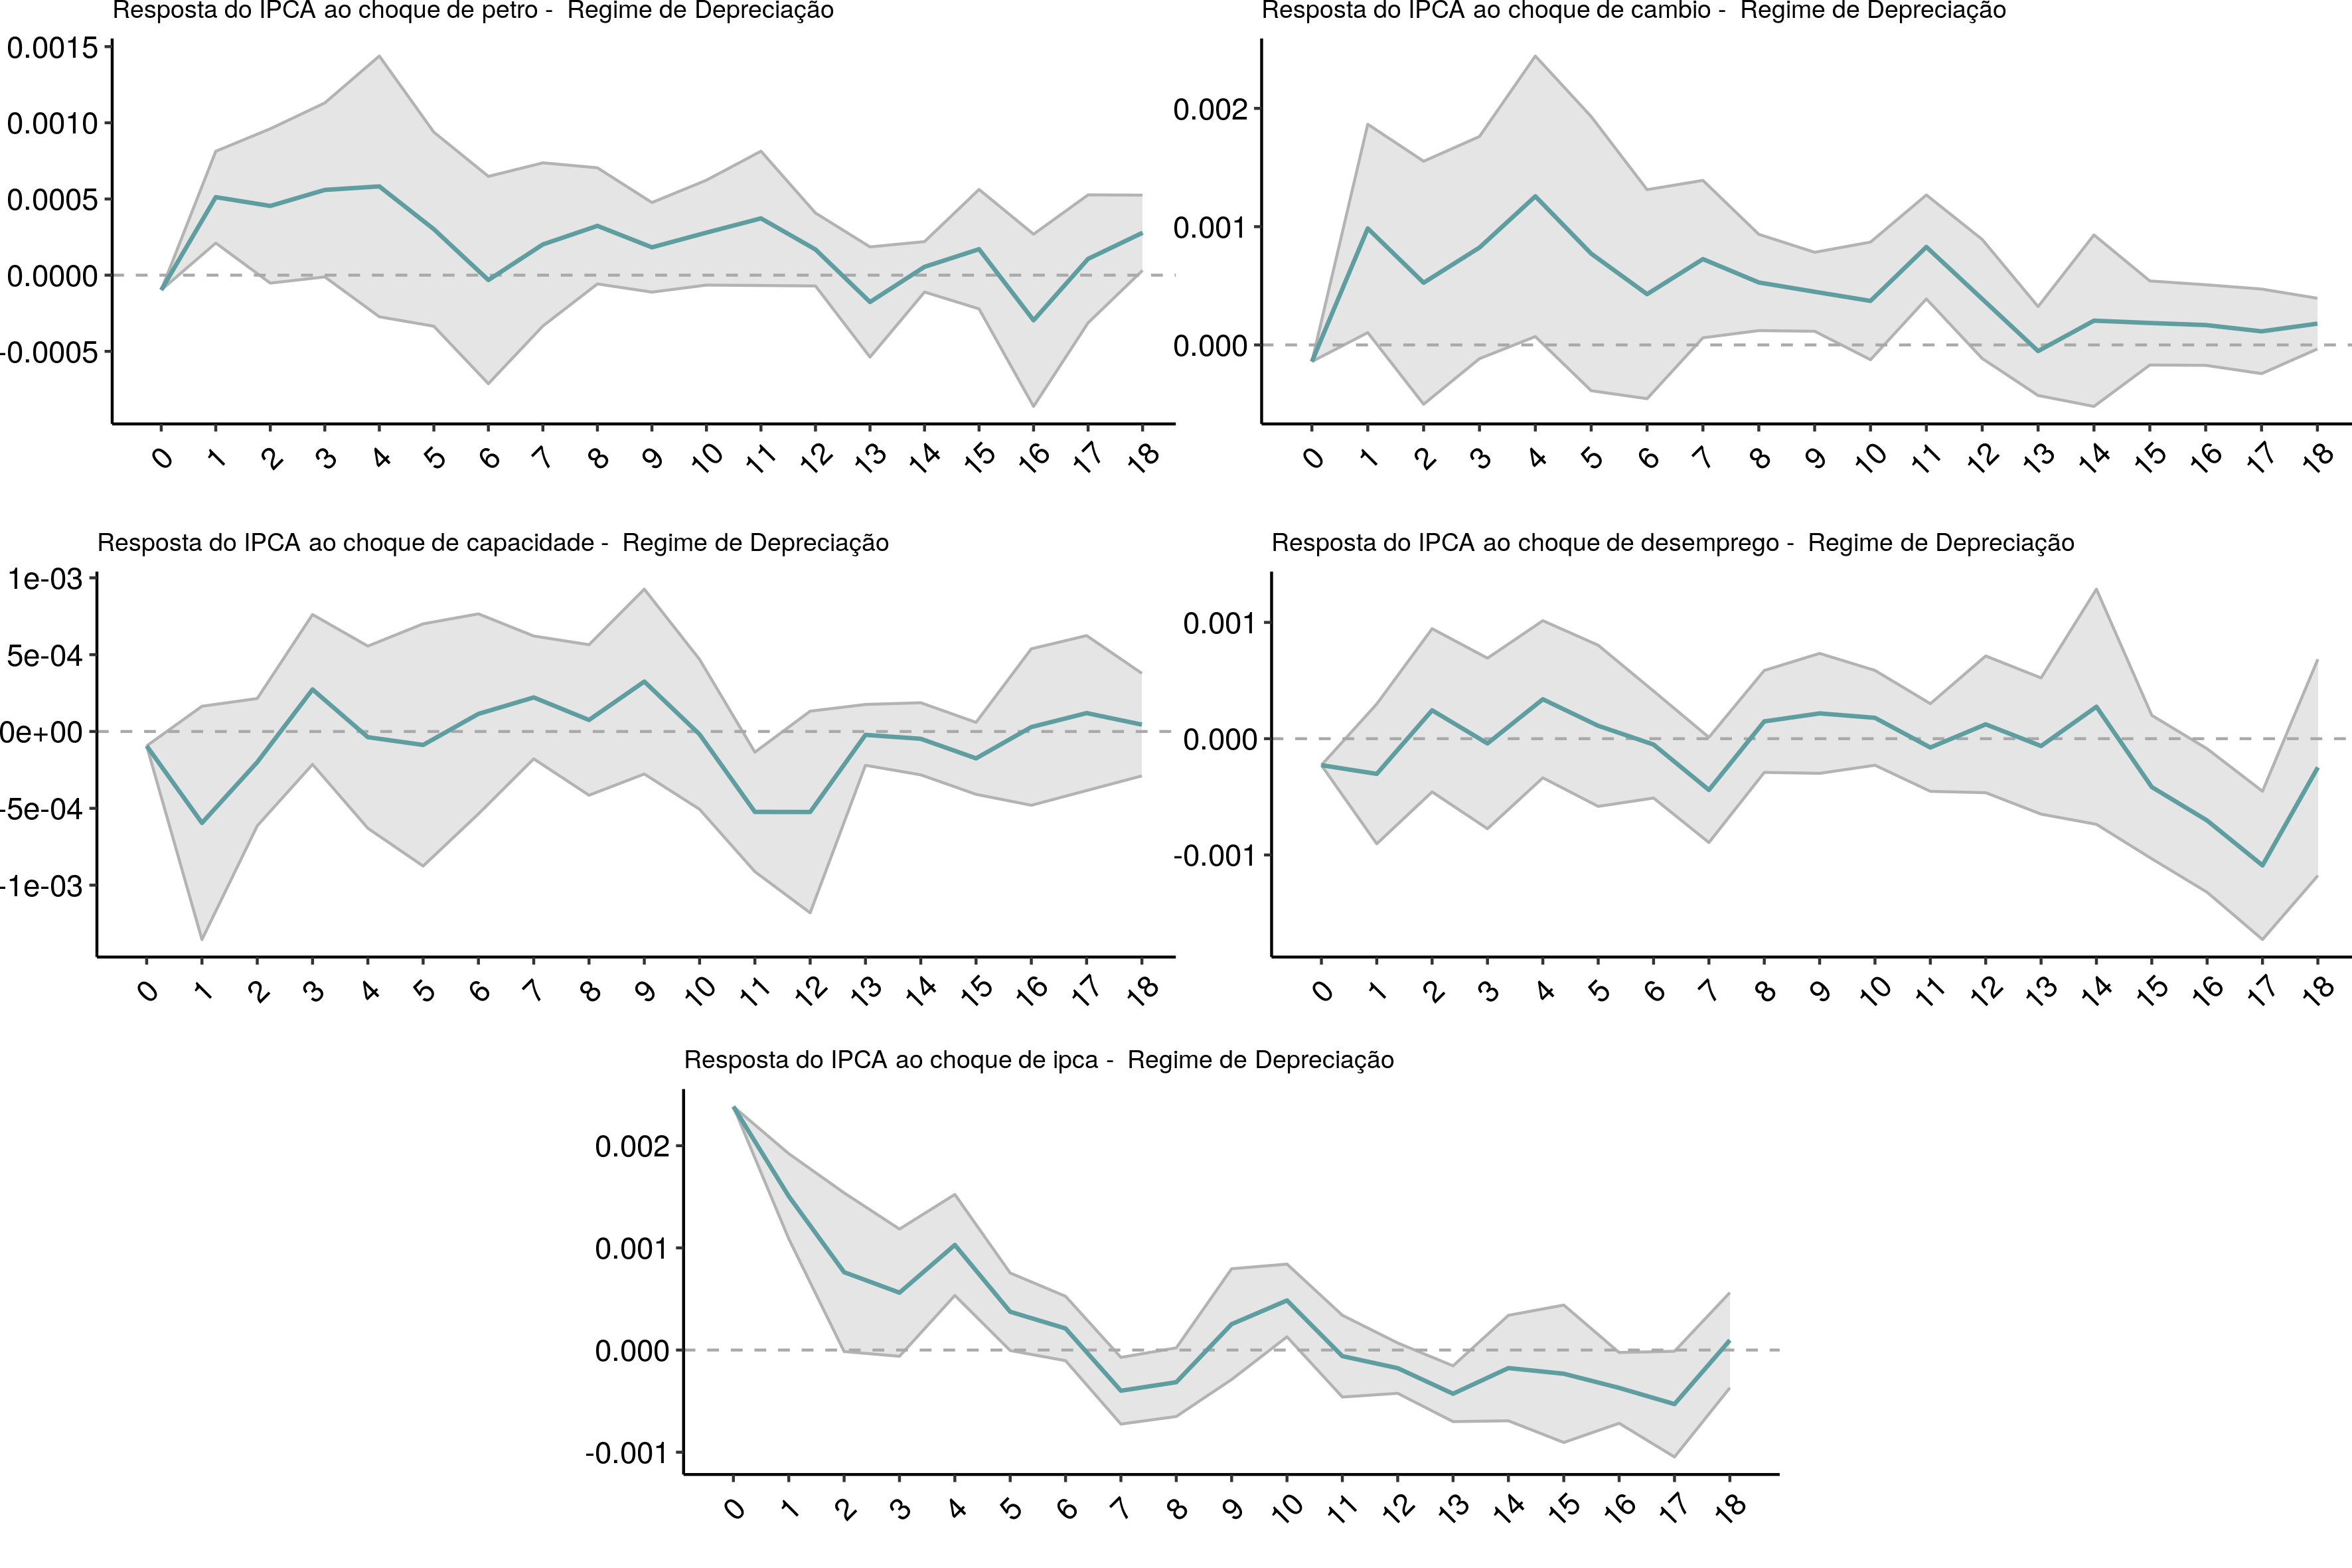 Resposta do IPCA ao choque de petro -  Regime de Depreciação
0.0015
0.0010
0.0005
0.0000
-0.0005
0 1 2 3 4 5 6 7 8 9 10 11 12 13 14 15 16 17 18
Resposta do IPCA ao choque de cambio -  Regime de Depreciação
0.002
0.001
0.000
0 1 2 3 4 5 6 7 8 9 10 11 12 13 14 15 16 17 18
Resposta do IPCA ao choque de capacidade -  Regime de Depreciação
1e-03
5e-04
0e+00
-5e-04
-1e-03
0 1 2 3 4 5 6 7 8 9 10 11 12 13 14 15 16 17 18
Resposta do IPCA ao choque de desemprego -  Regime de Depreciação
0.001
0.000
-0.001
0 1 2 3 4 5 6 7 8 9 10 11 12 13 14 15 16 17 18
Resposta do IPCA ao choque de ipca -  Regime de Depreciação
0.002
0.001
0.000
-0.001
0 1 2 3 4 5 6 7 8 9 10 11 12 13 14 15 16 17 18